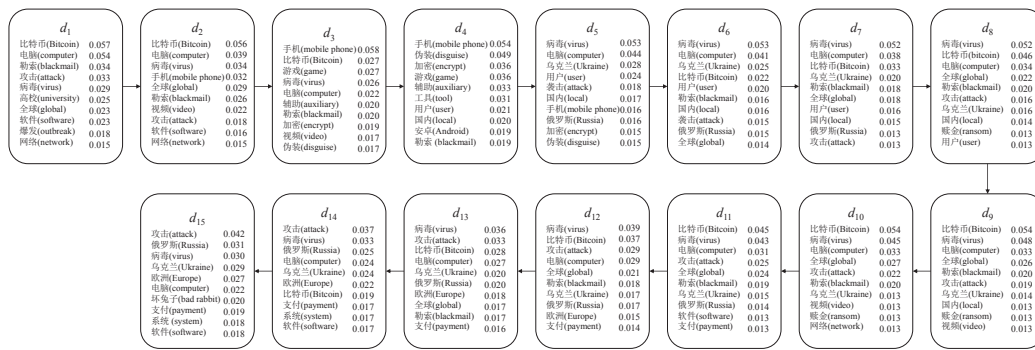 d1
比特币(Bitcoin) 0.057
电脑(computer) 0.054
勒索(blackmail) 0.034
攻击(attack) 0.033
病毒(virus) 0.029
高校(university) 0.025
全球(global) 0.023
软件(software) 0.023
爆发(outbreak) 0.018
网络(network) 0.015
d2
比特币(Bitcoin) 0.056
电脑(computer) 0.039
病毒(virus) 0.034
手机(mobile phone) 0.032
全球(global) 0.029
勒索(blackmail) 0.026
视频(video) 0.022
攻击(attack) 0.018
软件(software) 0.016
网络(network) 0.015
d3
手机(mobile phone) 0.058
比特币(Bitcoin) 0.027
游戏(game) 0.027
病毒(virus) 0.026
电脑(computer) 0.022
辅助(auxiliary) 0.020
勒索(blackmail) 0.020
加密(encrypt) 0.019
视频(video) 0.017
伪装(disguise) 0.017
d4
手机(mobile phone) 0.054
伪装(disguise) 0.049
加密(encrypt) 0.036
游戏(game) 0.036
辅助(auxiliary) 0.033
工具(tool) 0.031
用户(user) 0.021
国内(local) 0.020
安卓(Android) 0.019
勒索 (blackmail) 0.019
d5
病毒(virus) 0.053
电脑(computer) 0.044
乌克兰(Ukraine) 0.028
用户(user) 0.024
袭击(attack) 0.018
国内(local) 0.017
手机(mobile phone) 0.016
俄罗斯(Russia) 0.016
加密(encrypt) 0.015
伪装(disguise) 0.015
d6
病毒(virus) 0.053
电脑(computer) 0.041
乌克兰(Ukraine) 0.025
比特币(Bitcoin) 0.022
用户(user) 0.020
勒索(blackmail) 0.016
国内(local) 0.016
袭击(attack) 0.015
俄罗斯(Russia) 0.015
全球(global) 0.014
d7
病毒(virus) 0.052
电脑(computer) 0.038
比特币(Bitcoin) 0.033
乌克兰(Ukraine) 0.020
勒索(blackmail) 0.018
全球(global) 0.018
用户(user) 0.016
国内(local) 0.015
俄罗斯(Russia) 0.013
攻击(attack) 0.013
d8
病毒(virus) 0.052
比特币(bitcoin) 0.046
电脑(computer) 0.034
全球(global) 0.022
勒索(blackmail) 0.020
攻击(attack) 0.016
乌克兰(Ukraine) 0.016
国内(local) 0.014
赎金(ransom) 0.013
用户(user) 0.013
d15
攻击(attack) 0.042
俄罗斯(Russia) 0.031
病毒(virus) 0.030
乌克兰(Ukraine) 0.029
欧洲(Europe) 0.027
电脑(computer) 0.022
坏兔子(bad rabbit) 0.020
支付(payment) 0.019
系统 (system) 0.018
软件(software) 0.018
d14
攻击(attack) 0.037
病毒(virus) 0.033
俄罗斯(Russia) 0.025
电脑(computer) 0.024
乌克兰(Ukraine) 0.024
欧洲(Europe) 0.022
比特币(Bitcoin) 0.019
支付(payment) 0.017
系统(system) 0.017
软件(software) 0.017
d13
病毒(virus) 0.036
攻击(attack) 0.033
比特币(Bitcoin) 0.028
电脑(computer) 0.027
乌克兰(Ukraine) 0.020
俄罗斯(Russia) 0.020
欧洲(Europe) 0.018
全球(global) 0.017
勒索(blackmail) 0.017
支付(payment) 0.016
d12
病毒(virus) 0.039
比特币(Bitcoin) 0.037
攻击(attack) 0.029
电脑(computer) 0.029
全球(global) 0.021
勒索(blackmail) 0.018
乌克兰(Ukraine) 0.017
俄罗斯(Russia) 0.017
欧洲(Europe) 0.015
支付(payment) 0.014
d11
比特币(Bitcoin) 0.045
病毒(virus) 0.043
电脑(computer) 0.031
攻击(attack) 0.025
全球(global) 0.024
勒索(blackmail) 0.019
乌克兰(Ukraine) 0.015
俄罗斯(Russia) 0.014
软件(software) 0.013
支付(payment) 0.013
d10
比特币(Bitcoin) 0.054
病毒(virus) 0.045
电脑(computer) 0.033
全球(global) 0.027
攻击(attack) 0.022
勒索(blackmail) 0.020
乌克兰(Ukraine) 0.013
视频(video) 0.013
赎金(ransom) 0.013
网络(network) 0.013
d9
比特币(Bitcoin) 0.054
病毒(virus) 0.048
电脑(computer) 0.033
全球(global) 0.026
勒索(blackmail) 0.020
攻击(attack) 0.019
乌克兰(Ukraine) 0.015
国内(local) 0.013
赎金(ransom) 0.013
视频(video) 0.013